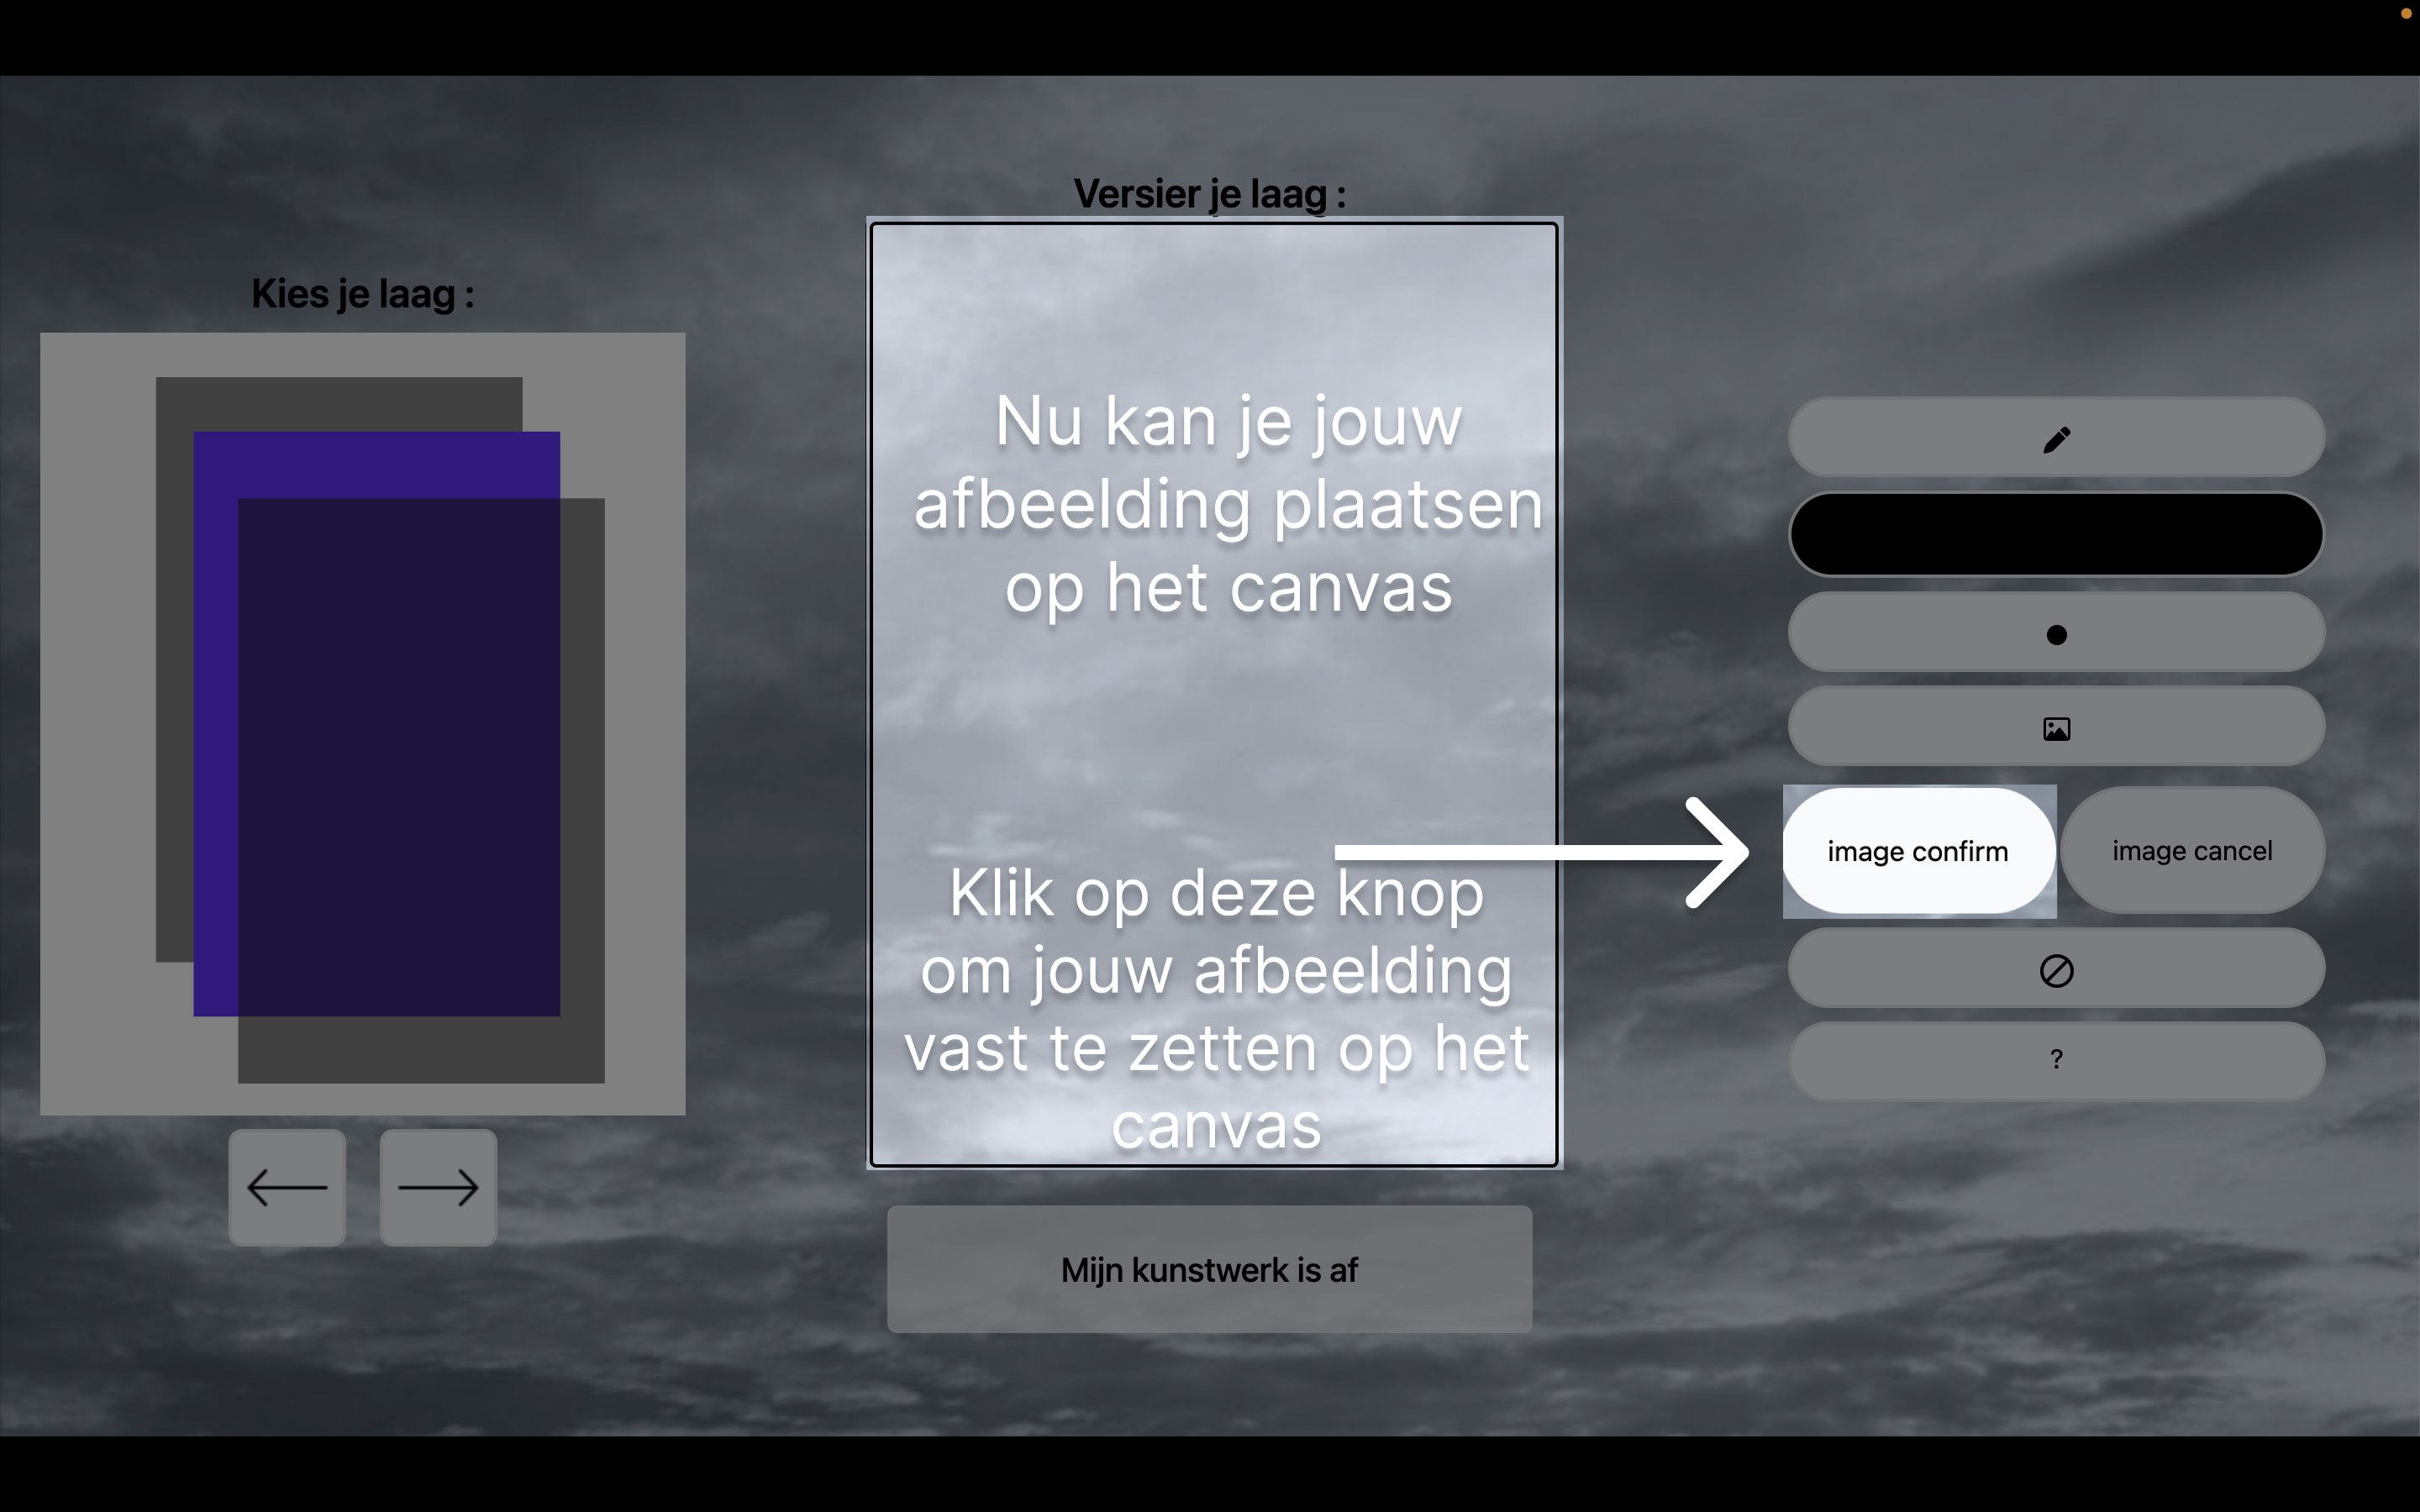 Versier je laag :
Kies je laag :
Nu kan je jouw
afbeelding plaatsen
op het canvas
Klik op deze knop
om jouw afbeelding
vast te zetten op het
canvas
image confirm
image cancel
?
Mijn kunstwerk is af